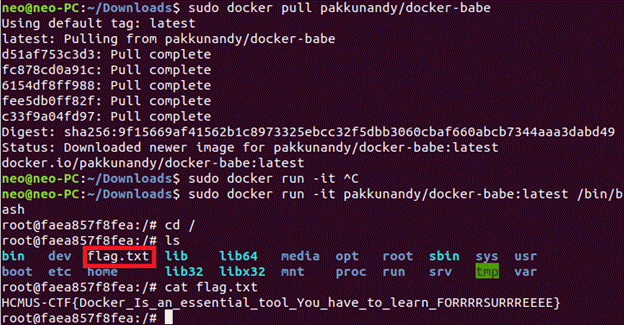 neo@neo-PC:~/Downloads$ sudo docker pull pakkunandy/docker-babe
Using default tag: latest
latest: Pulling from pakkunandy/docker-babe
d51af753c3d3: Pull complete
fc878cd0a91c: Pull complete
6154df8ff988: Pull complete
fee5db0ff82f: Pull complete
c33f9a04fd97: Pull complete
Digest: sha256:9f15669af41562b1c8973325ebcc32f5dbb3060cbaf660abcb7344aaa3dabd49
Status: Downloaded newer image for pakkunandy/docker-babe:latest
docker.io/pakkunandy/docker-babe:latest
neo@neo-PC:~/Downloads$ sudo docker run -it ^C
neo@neo-PC:~/Downloads$ sudo docker run -it pakkunandy/docker-babe:latest /bin/b
ash
root@faea857f8fea:/# cd /
root@faea857f8fea:/# ls
bin dev flag.txt lib lib64 media opt root sbin sys usr
boot etc home lib32 libx32 mnt proc run srv tmp var
root@faea857f8fea:/# cat flag.txt
HCMUS-CTF{Docker_Is_an_essential_tool_You_have_to_learn_FORRRRSURRREEEE}
root@faea857f8fea:/#